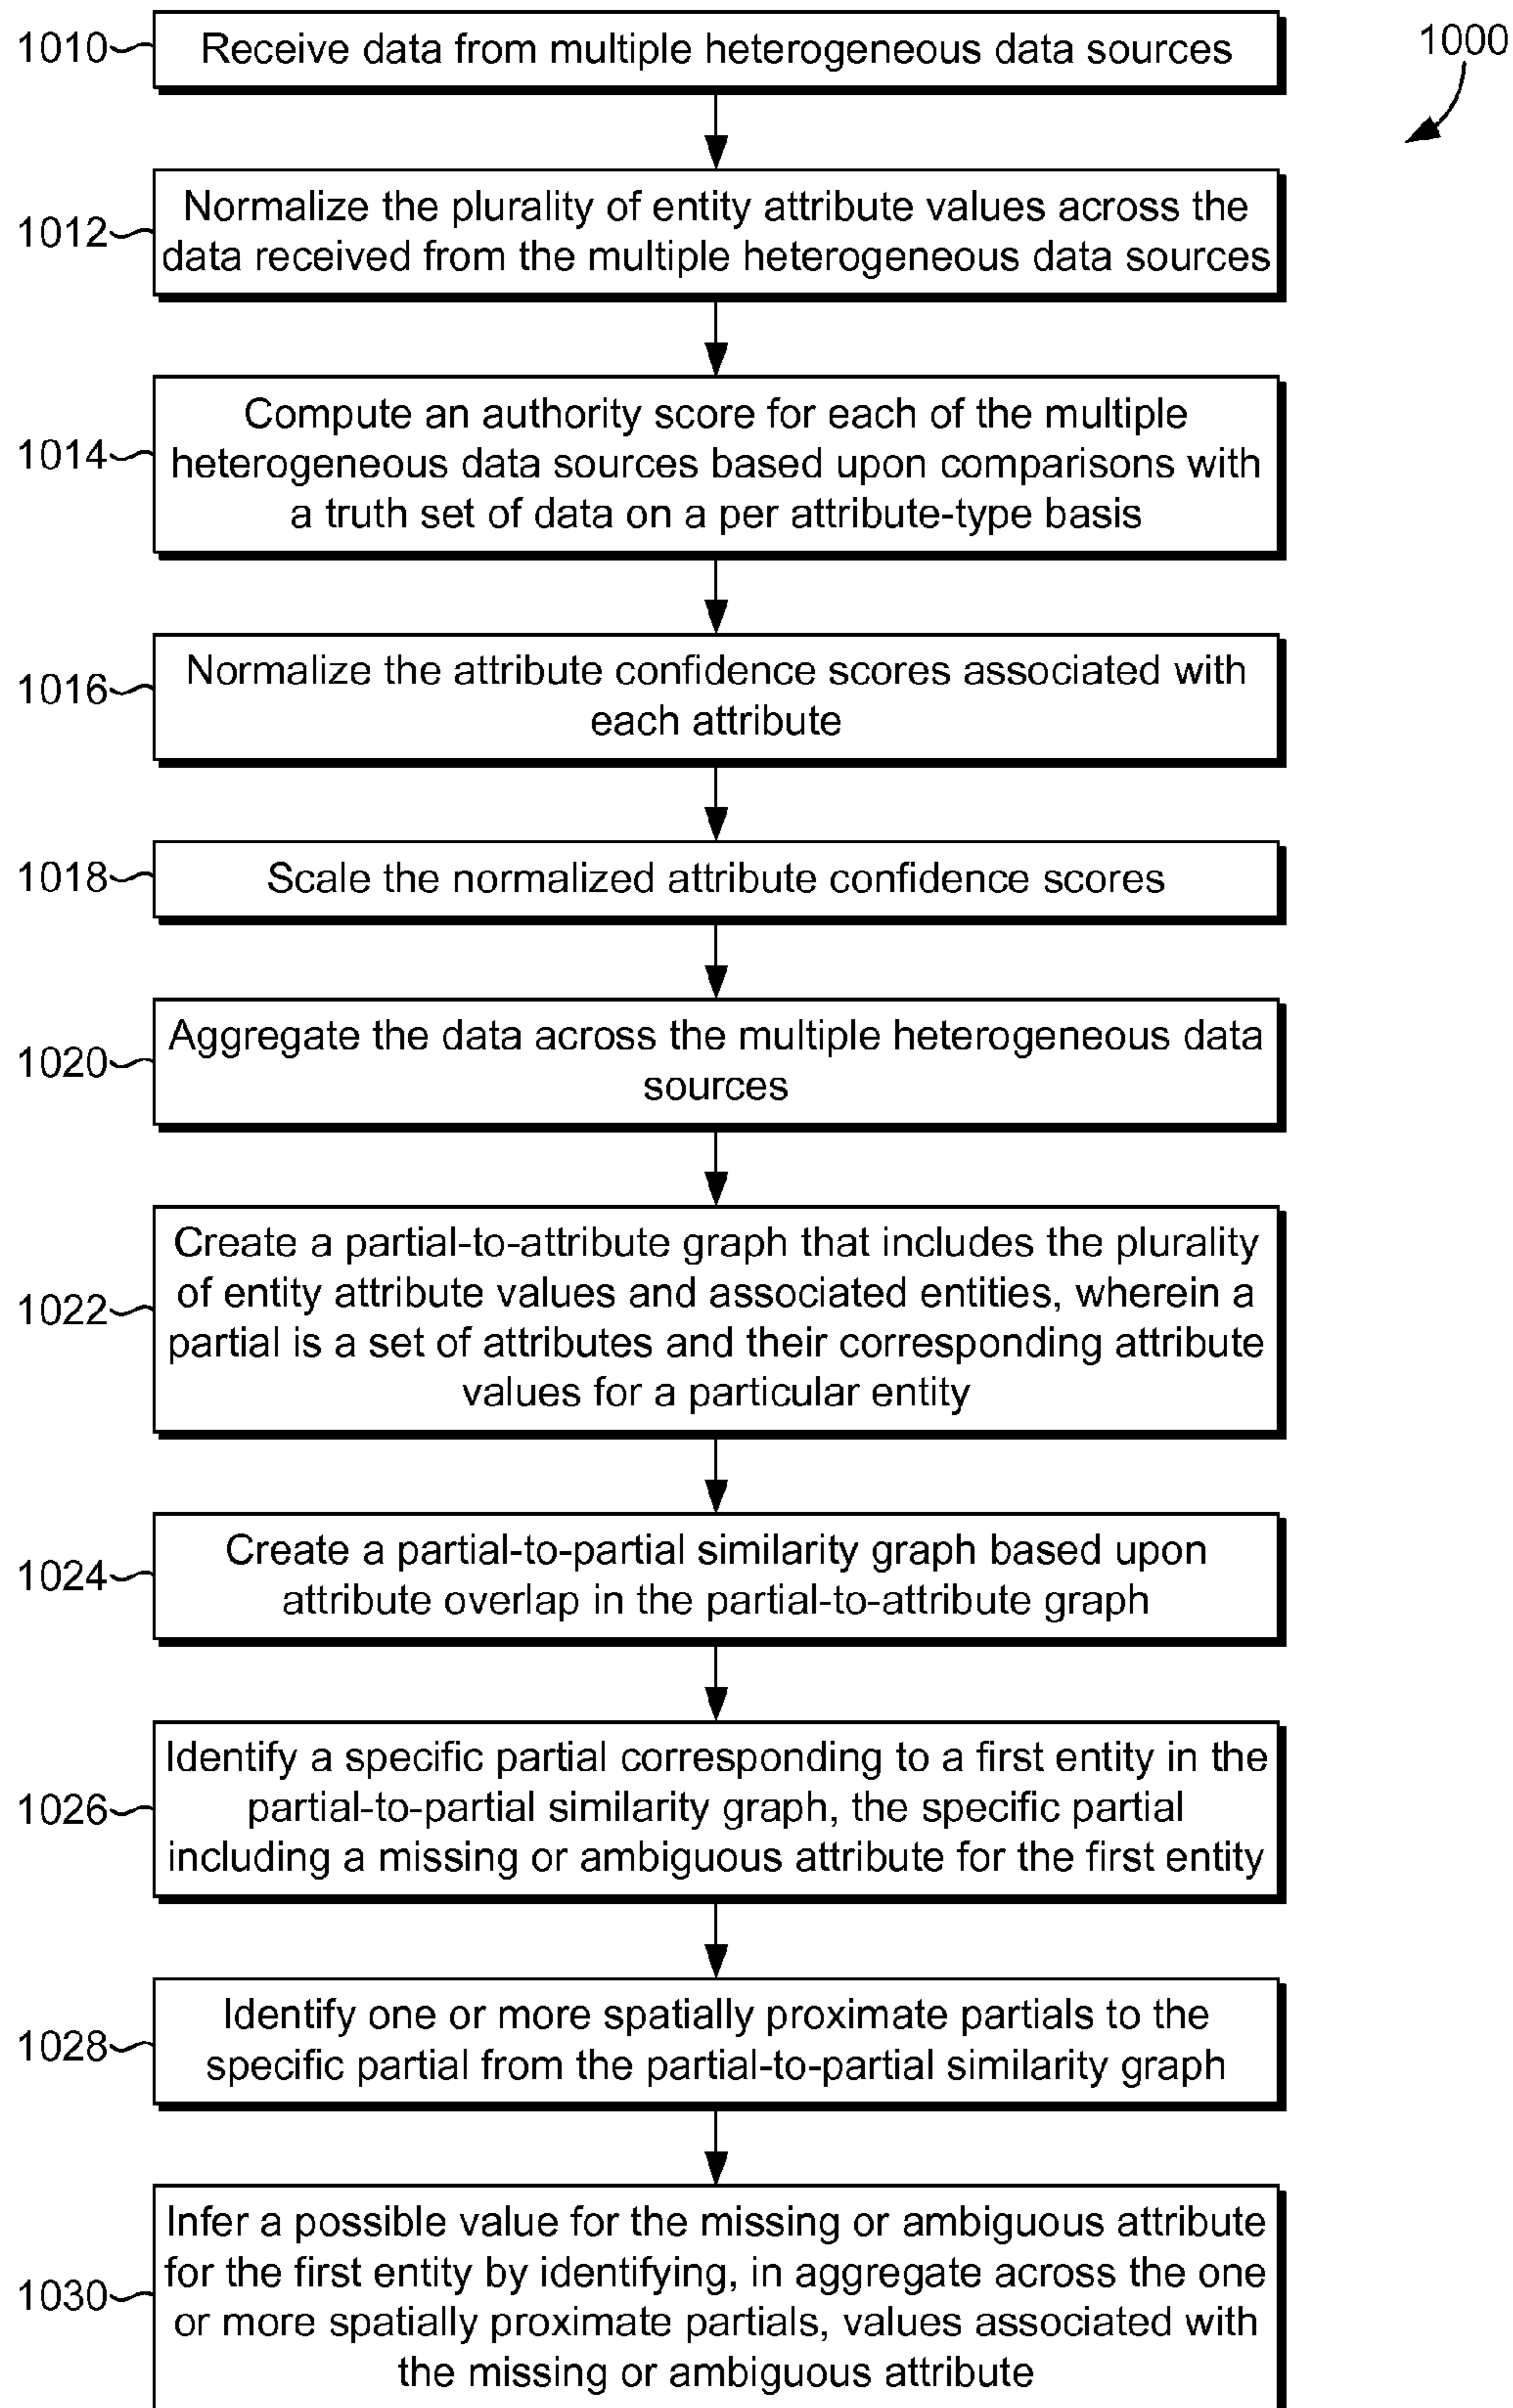 1000
1010
Receive data from multiple heterogeneous data sources
1012
Normalize the plurality of entity attribute values across the
data received from the multiple heterogeneous data sources
1014
Compute an authority score for each of the multiple
heterogeneous data sources based upon comparisons with
a truth set of data on a per attribute-type basis
1016
Normalize the attribute confidence scores associated with
each attribute
1018
Scale the normalized attribute confidence scores
1020
Aggregate the data across the multiple heterogeneous data
sources
1022
Create a partial-to-attribute graph that includes the plurality
of entity attribute values and associated entities, wherein a
partial is a set of attributes and their corresponding attribute
values for a particular entity
1024
Create a partial-to-partial similarity graph based upon
attribute overlap in the partial-to-attribute graph
1026
Identify a specific partial corresponding to a first entity in the
partial-to-partial similarity graph, the specific partial
including a missing or ambiguous attribute for the first entity
1028
Identify one or more spatially proximate partials to the
specific partial from the partial-to-partial similarity graph
1030
Infer a possible value for the missing or ambiguous attribute
for the first entity by identifying, in aggregate across the one
or more spatially proximate partials, values associated with
the missing or ambiguous attribute